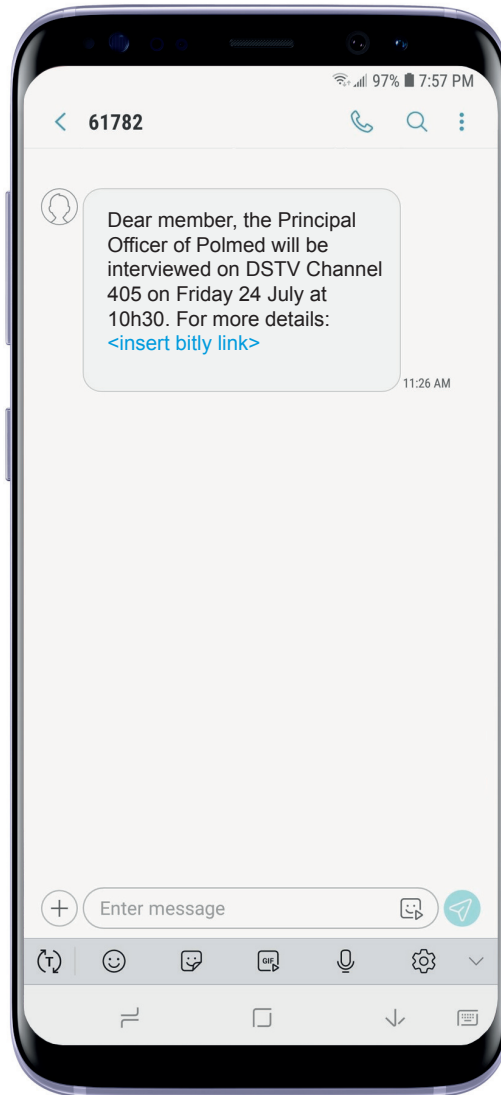 97% 7:57 PM
61782
Dear member, the Principal
Officer of Polmed will be
interviewed on DSTV Channel
405 on Friday 24 July at
10h30. For more details:
<insert bitly link>
11:26 AM
Enter message
T
GIF